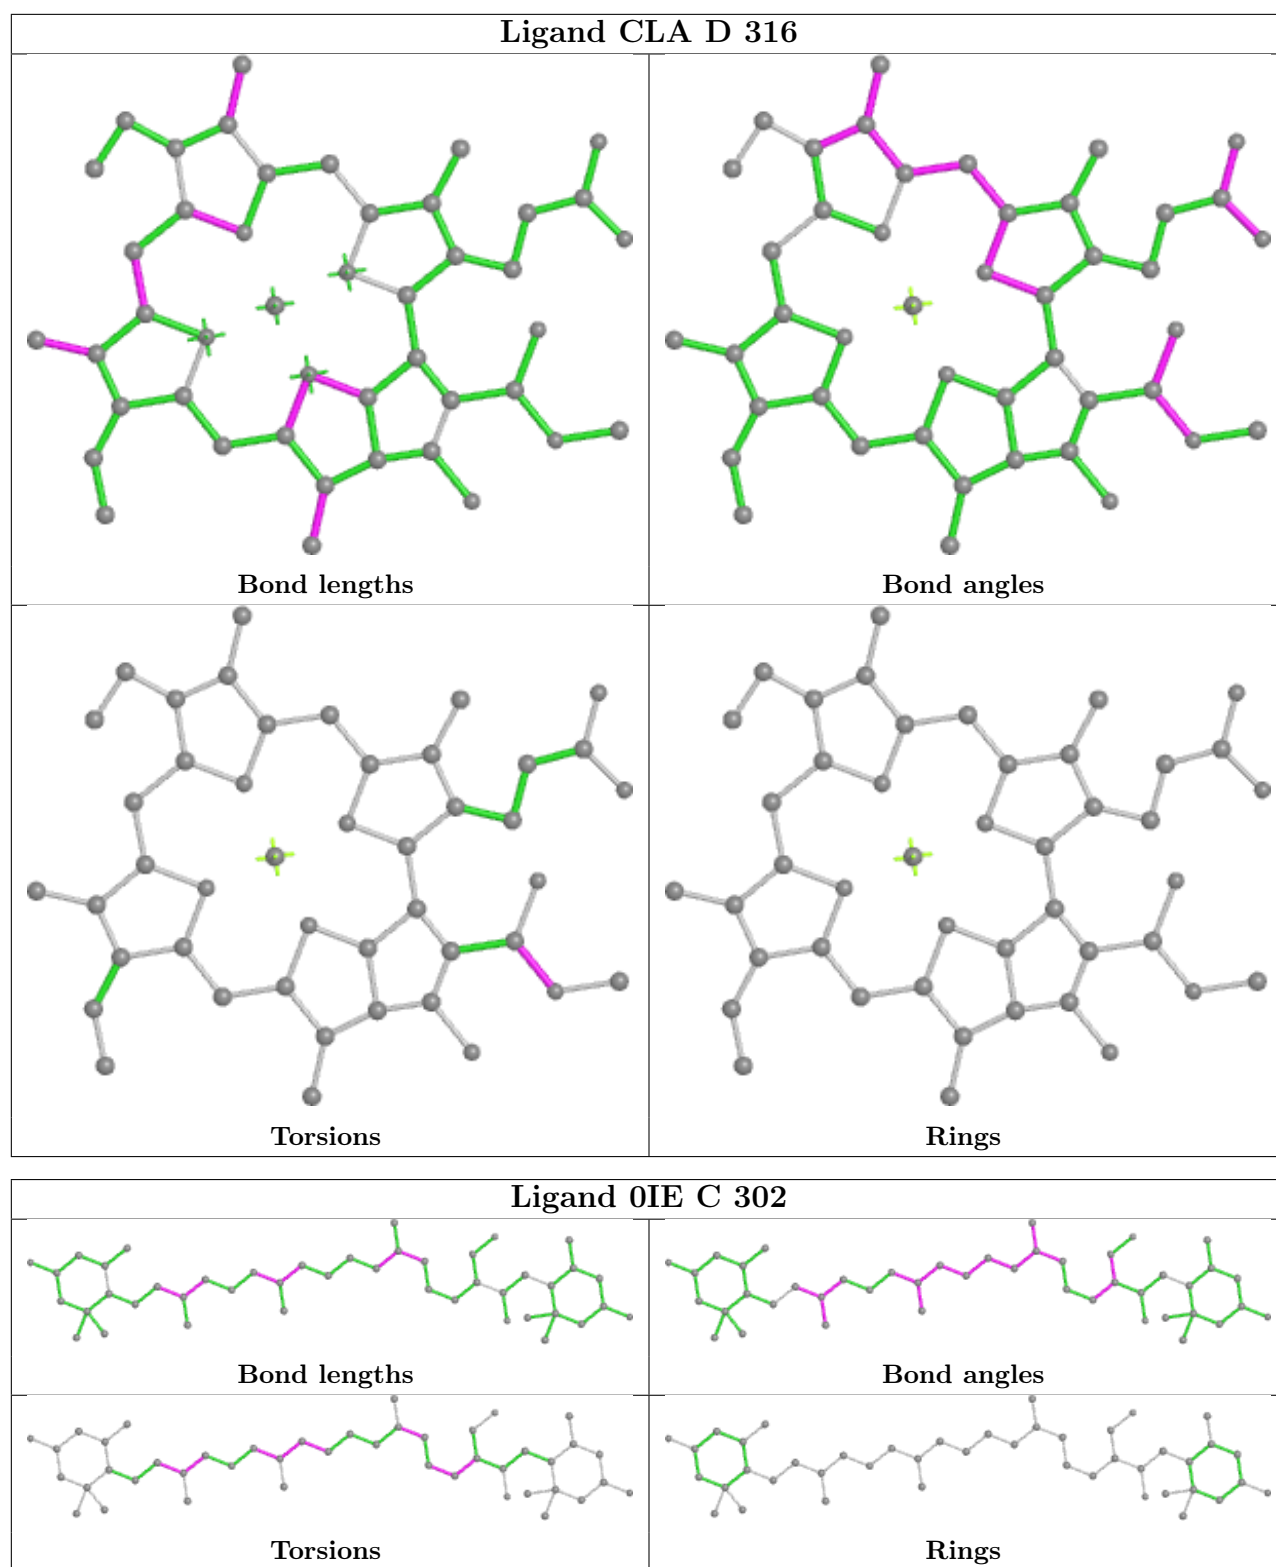 Ligand CLA D 316
Bond lengths
Bond angles
Torsions
Rings
Ligand 0IE C 302
Bond lengths
Bond angles
Torsions
Rings